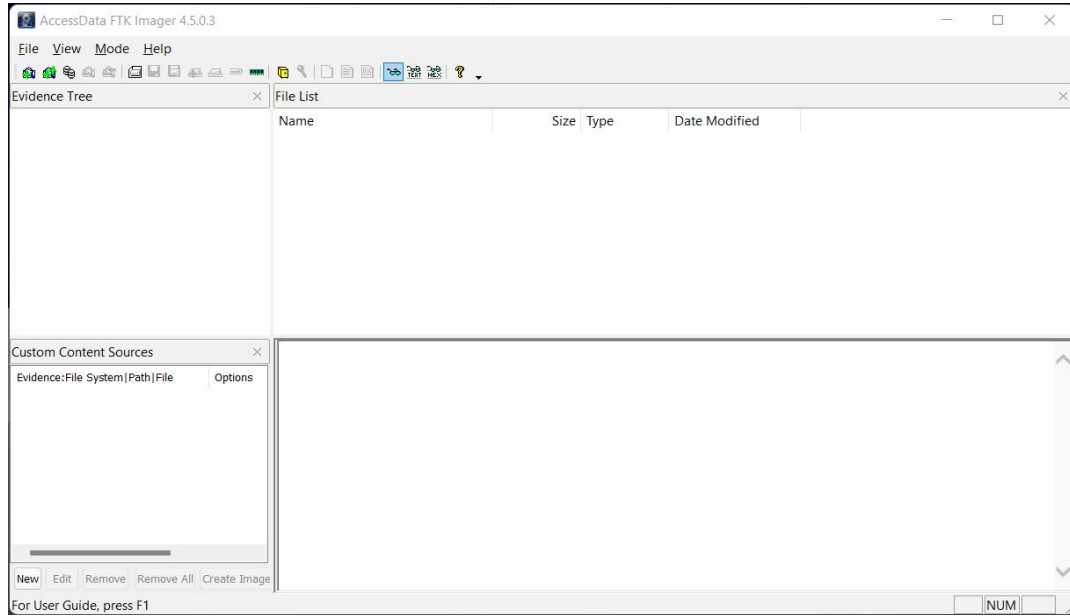 AccessData FTK Imager 4.5.0.3
File View Mode Help
TEXT HEX
Evidence Tree
File List
Name Size Type Date Modified
Custom Content Sources
Evidence:File System|Path|File Options
New Edit Remove Remove All Create Image
For User Guide, press F1
NUM